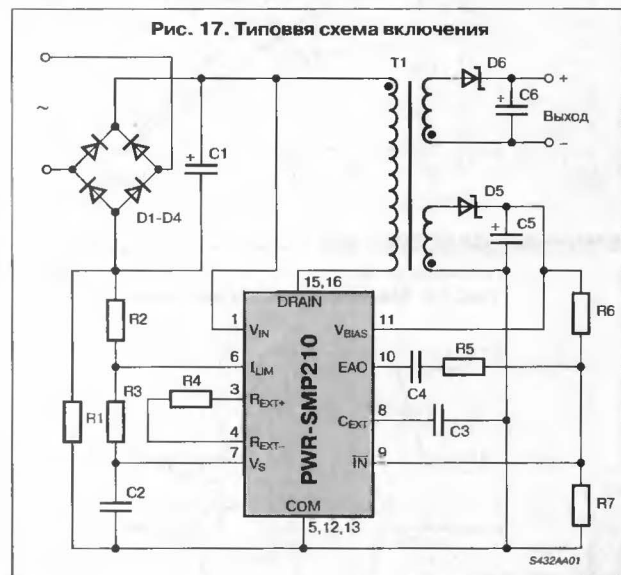 Рис. 17. Типоввя схема включения
T1
D6
+
C6
+
Выход
–
~
C1
+
D1-D4
D5
C5
+
15,16
DRAIN
1
VIN
VBIAS
11
R6
R2
6
ILIM
EAO
10
R5
C4
R4
3
REXT+
R3
R1
CEXT
8
C3
4
REXT–
7
VS
IN
9
PWR-SMP210
C2
COM
5,12,13
R7
S432AA01